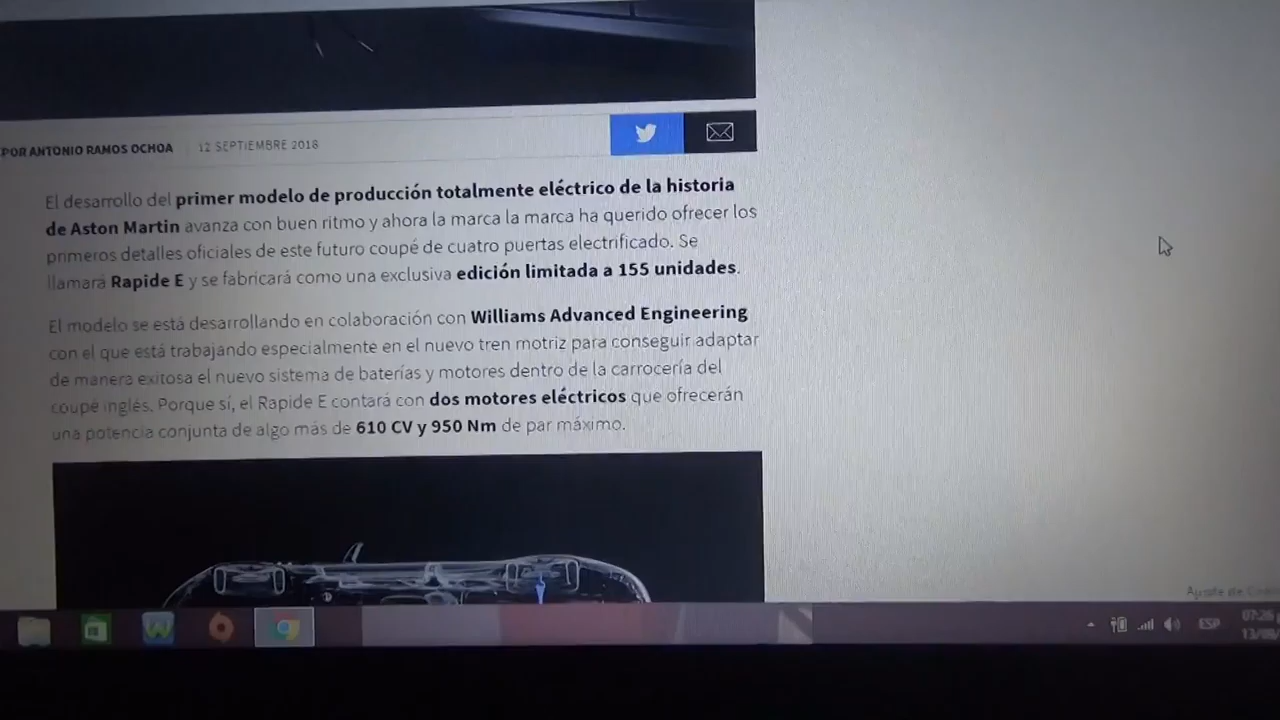 POR ANTONIO RAMOS OCHOA 12 SEPTIEMBRE 2018
El desarrollo del primer modelo de producción totalmente eléctrico de la historia
de Aston Martin avanza con buen ritmo y ahora la marca la marca ha querido ofrecer los
primeros detalles oficiales de este futuro coupé de cuatro puertas electrificado. Se
llamará Rapide E y se fabricará como una exclusiva edición limitada a 155 unidades.
El modelo se está desarrollando en colaboración con Williams Advanced Engineering
con el que está trabajando especialmente en el nuevo tren motriz para conseguir adaptar
de manera exitosa el nuevo sistema de baterías y motores dentro de la carrocería del
coupé inglés. Porque sí, el Rapide E contará con dos motores eléctricos que ofrecerán
una potencia conjunta de algo más de 610 CV y 950 Nm de par máximo.
ESP
07:26